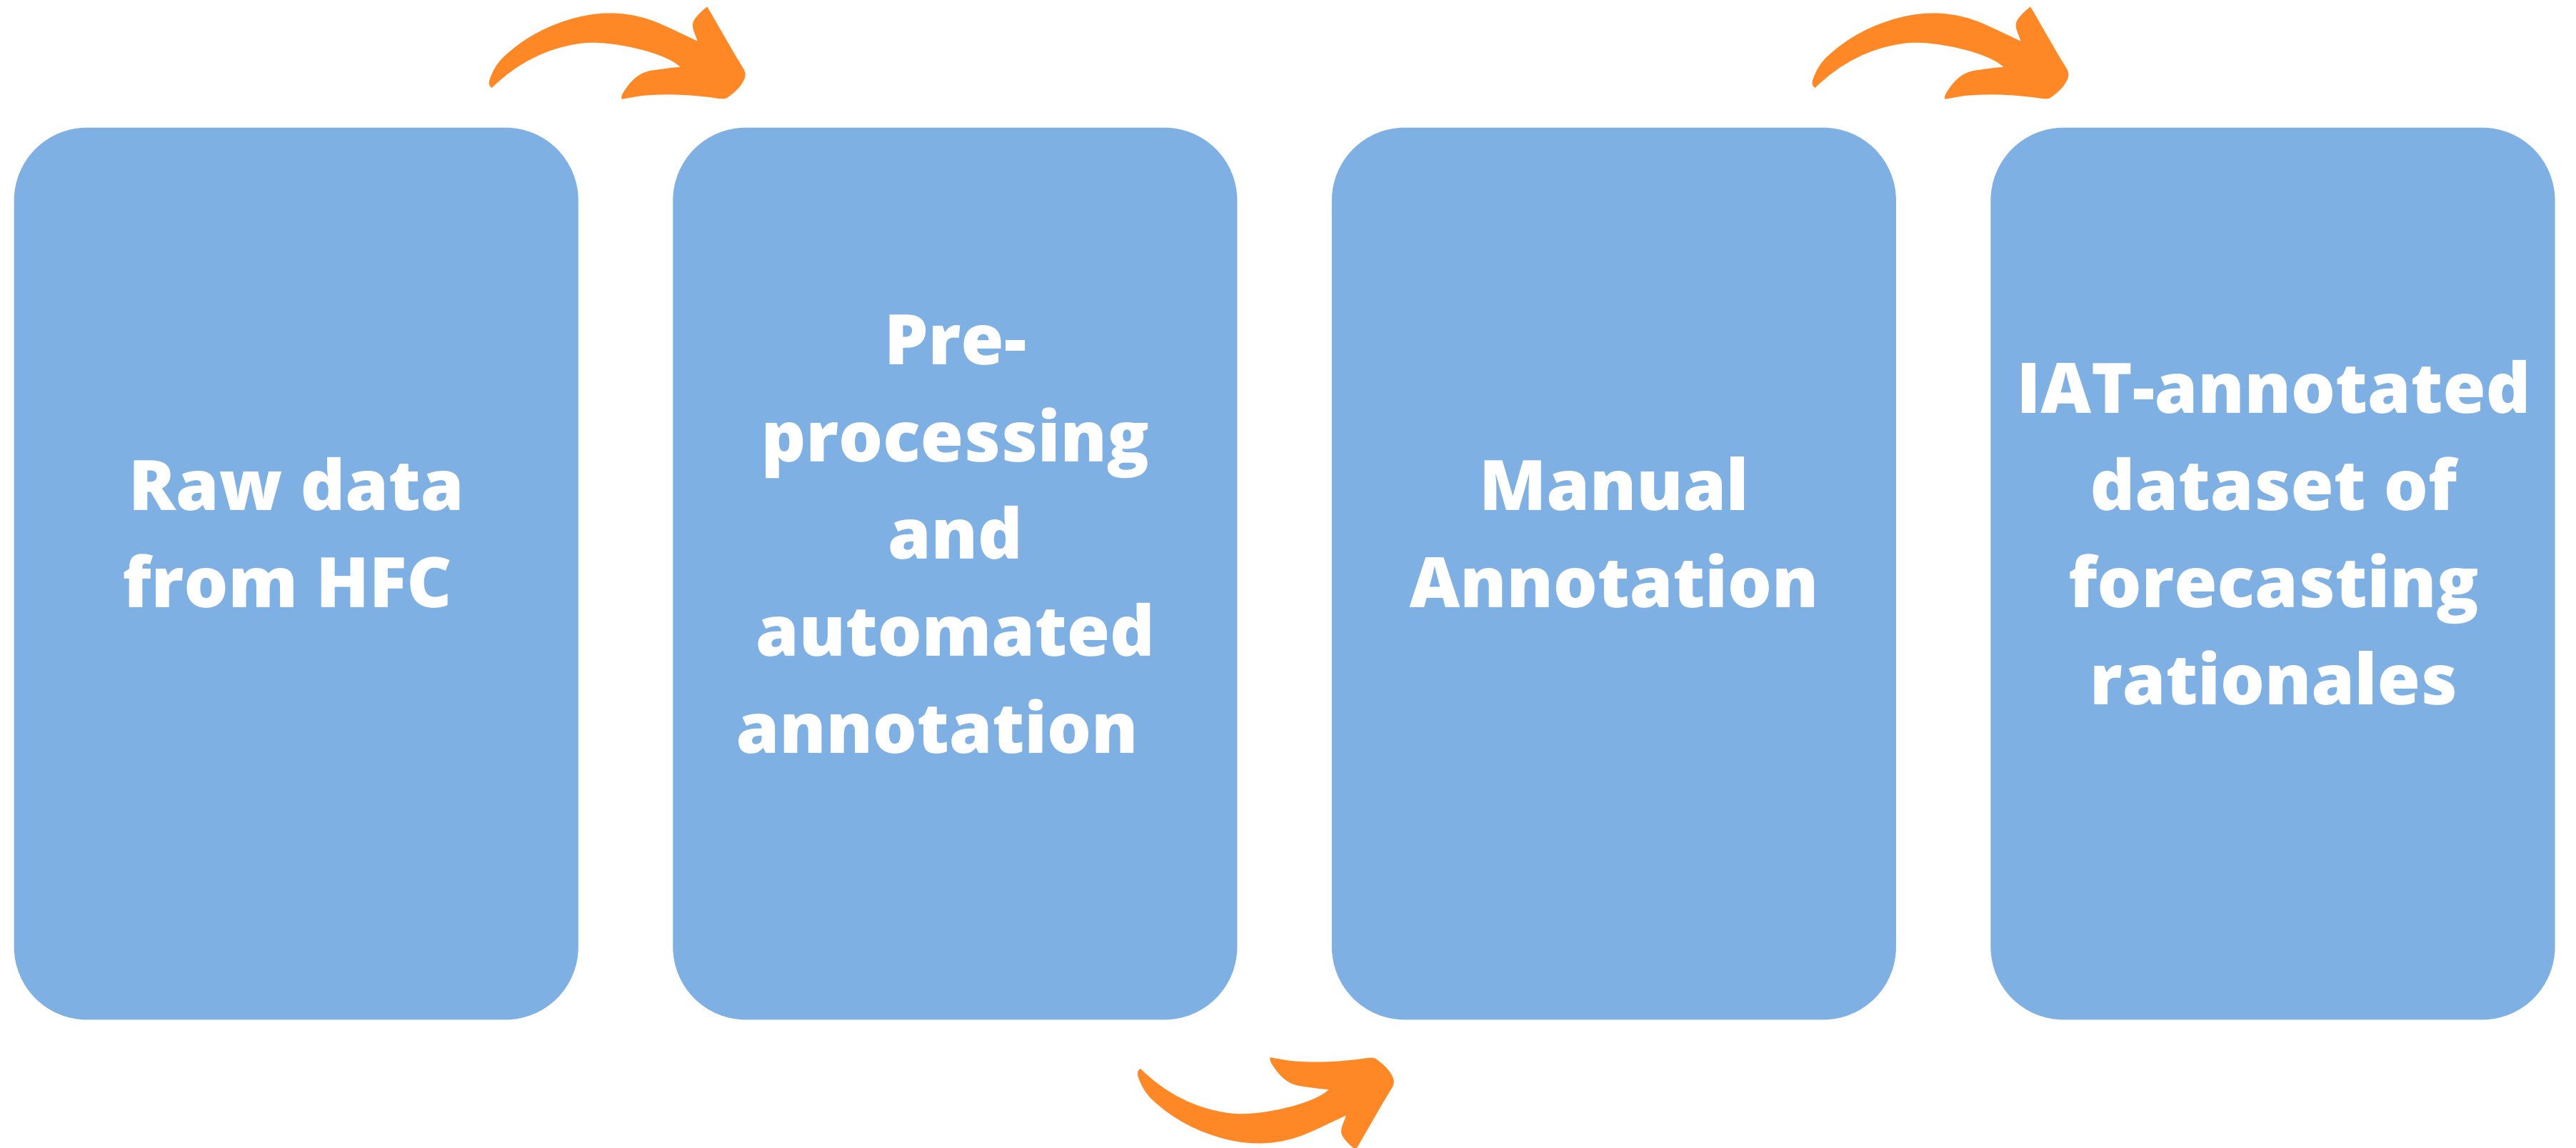 Raw data
from HFC
Pre-
processing
and
automated
annotation
Manual
Annotation
IAT-annotated
dataset of
forecasting
rationales